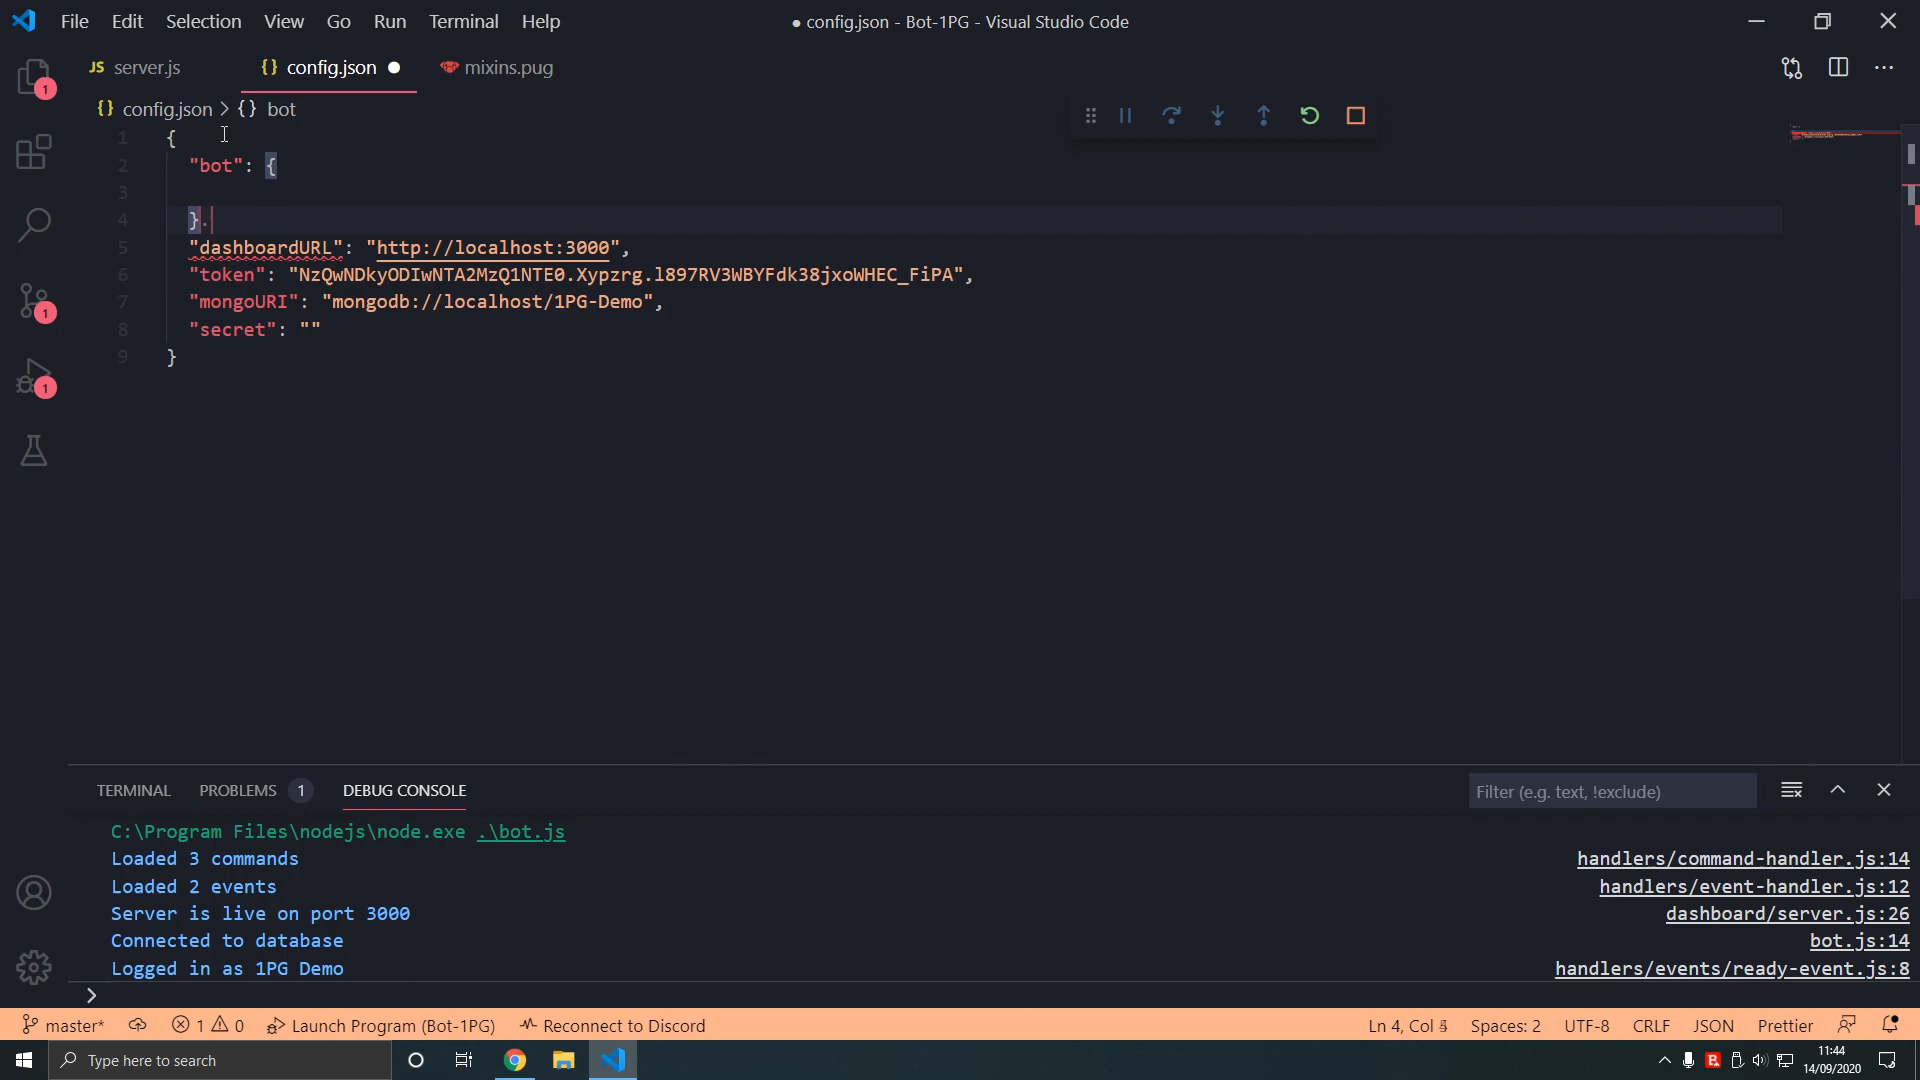 File Edit Selection View Go Run Terminal Help ● config.json - Bot-1PG - Visual Studio Code
JS server.js {} config.json ● mixins.pug
{} config.json > {} bot
1 {
2 "bot": {
3
4 }.
5 "dashboardURL": "http://localhost:3000",
6 "token": "NzQwNDkyODIwNTA2MzQ1NTE0.Xypzrg.l897RV3WBYFdk38jxoWHEC_FiPA",
7 "mongoURI": "mongodb://localhost/1PG-Demo",
8 "secret": ""
9 }
1
1
1
TERMINAL PROBLEMS 1 DEBUG CONSOLE Filter (e.g. text, !exclude)
C:\Program Files\nodejs\node.exe .\bot.js
Loaded 3 commands handlers/command-handler.js:14
Loaded 2 events handlers/event-handler.js:12
Server is live on port 3000 dashboard/server.js:26
Connected to database bot.js:14
Logged in as 1PG Demo handlers/events/ready-event.js:8
>
master* 1 0 Launch Program (Bot-1PG) Reconnect to Discord Ln 4, Col Spaces: 2 UTF-8 CRLF JSON Prettier
Type here to search B. 11:44
14/09/2020